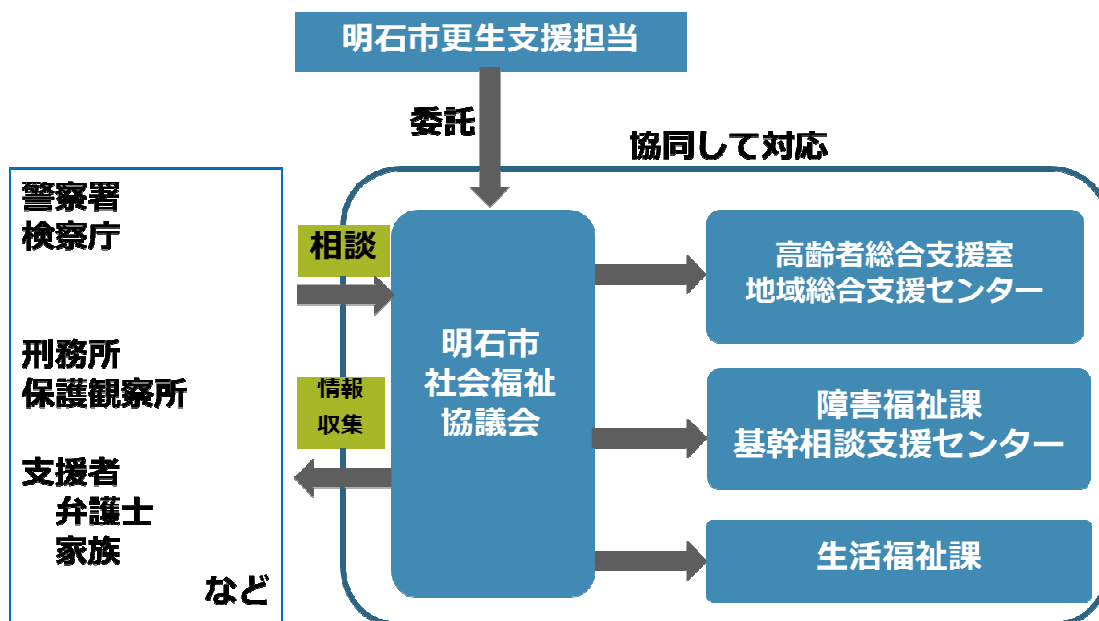 明石市更生支援担当
委託
協同して対応
警察署
検察庁
刑務所
保護観察所
支援者
弁護士
家族
など
相談
情報
収集
明石市
社会福祉
協議会
高齢者総合支援室
地域総合支援センター
障害福祉課
基幹相談支援センター
生活福祉課